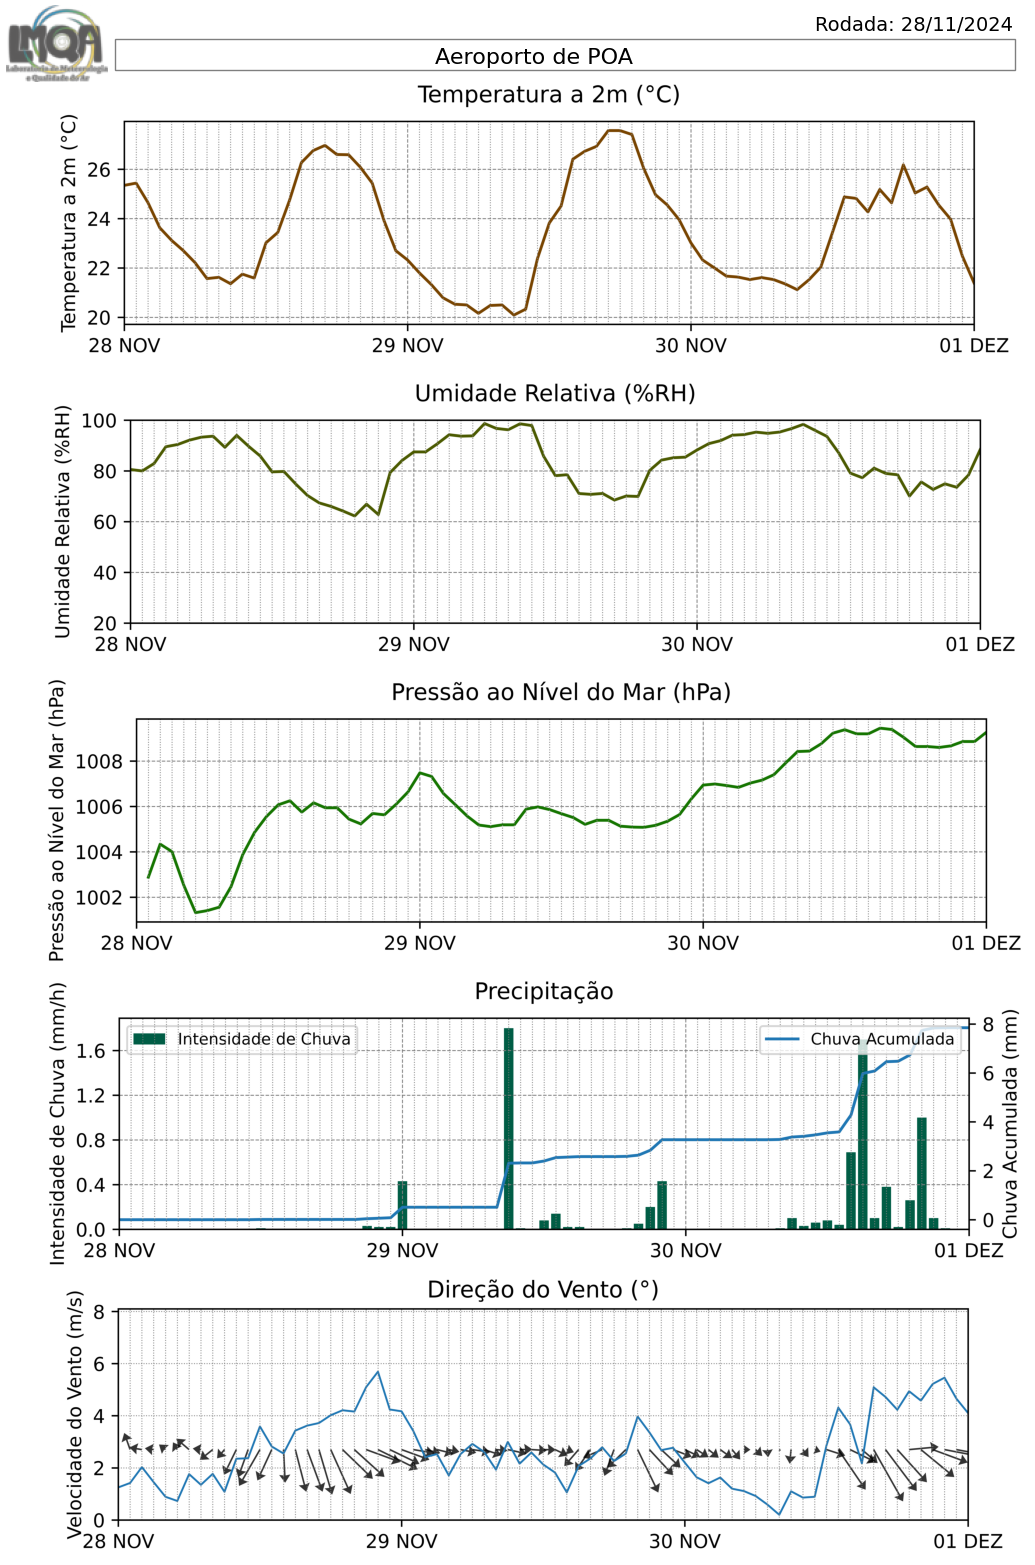 LMQA
Laboratório de Meteorologia
e Qualidade do Ar
Rodada: 28/11/2024
Aeroporto de POA
Temperatura a 2m (°C)
Temperatura a 2m (°C)
26
24
22
20
28 NOV 29 NOV 30 NOV 01 DEZ
Umidade Relativa (%RH)
Umidade Relativa (%RH)
100
80
60
40
20
28 NOV 29 NOV 30 NOV 01 DEZ
Pressão ao Nível do Mar (hPa)
Pressão ao Nível do Mar (hPa)
1008
1006
1004
1002
28 NOV 29 NOV 30 NOV 01 DEZ
Precipitação
Intensidade de Chuva (mm/h)
Intensidade de Chuva
Chuva Acumulada
Chuva Acumulada (mm)
1.6
1.2
0.8
0.4
0.0
8
6
4
2
0
28 NOV 29 NOV 30 NOV 01 DEZ
Direção do Vento (°)
Velocidade do Vento (m/s)
8
6
4
2
0
28 NOV 29 NOV 30 NOV 01 DEZ